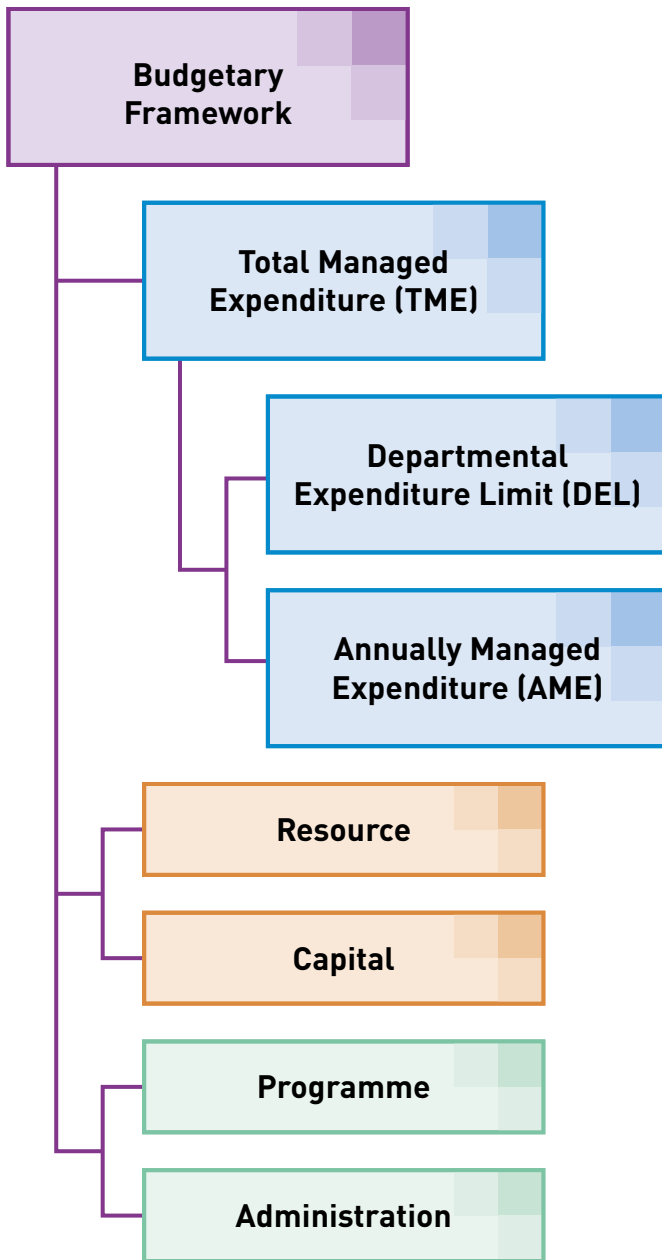 Budgetary
Framework
Total Managed
Expenditure (TME)
Departmental
Expenditure Limit (DEL)
Annually Managed
Expenditure (AME)
Resource
Capital
Programme
Administration